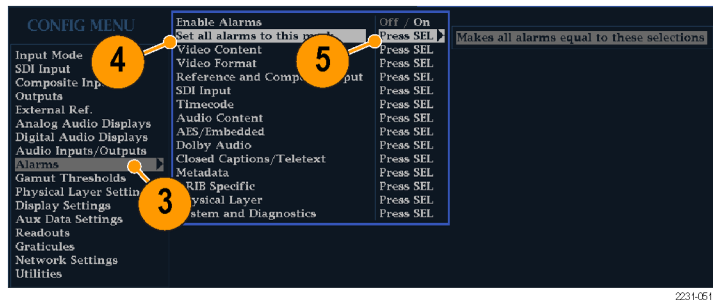 CONFIG MENU
Input Mode
SDI Input
Composite
Outputs
External Ref.
Analog Audio Displays
Digital Audio Displays
Audio Inputs/Outputs
Alarms
Gamut Thresholds
Physical Layer
Display Settings
Aux Data Settings
Readouts
Graticules
Network Settings
Utilities
4
3
Enable Alarms Off / On
Set all alarms to this Press SEL
Video Content Press SEL
Video Format Press SEL
Reference and Press SEL
SDI Input Press SEL
Timecode Press SEL
Audio Content Press SEL
AES/Embedded Press SEL
Dolby Audio Press SEL
Closed Captions/Teletext Press SEL
Metadata Press SEL
Specific Press SEL
Layer Press SEL
and Diagnostics Press SEL
5
Makes all alarms equal to these selections
2231-051